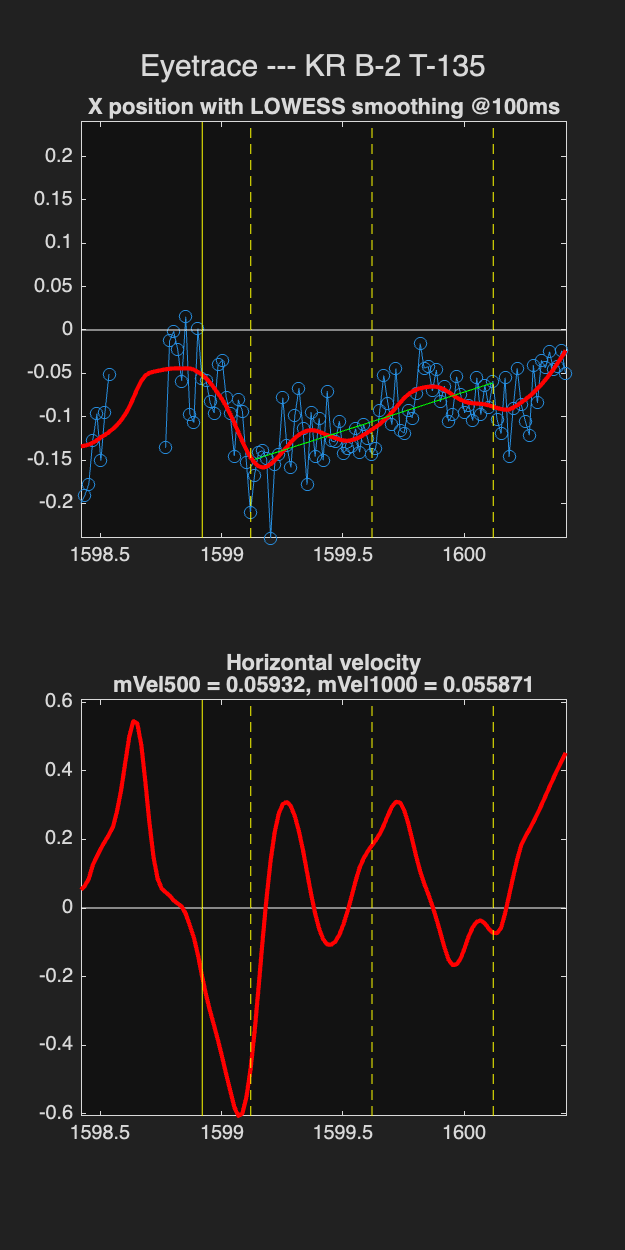 Eyetrace --- KR B-2 T-135
X position with LOWESS smoothing @100ms
0.2
0.15
0.1
0.05
0
-0.05
-0.1
-0.15
-0.2
1598.5 1599 1599.5 1600
Horizontal velocity
mVel500 = 0.05932, mVel1000 = 0.055871
0.6
0.4
0.2
0
-0.2
-0.4
-0.6
1598.5 1599 1599.5 1600